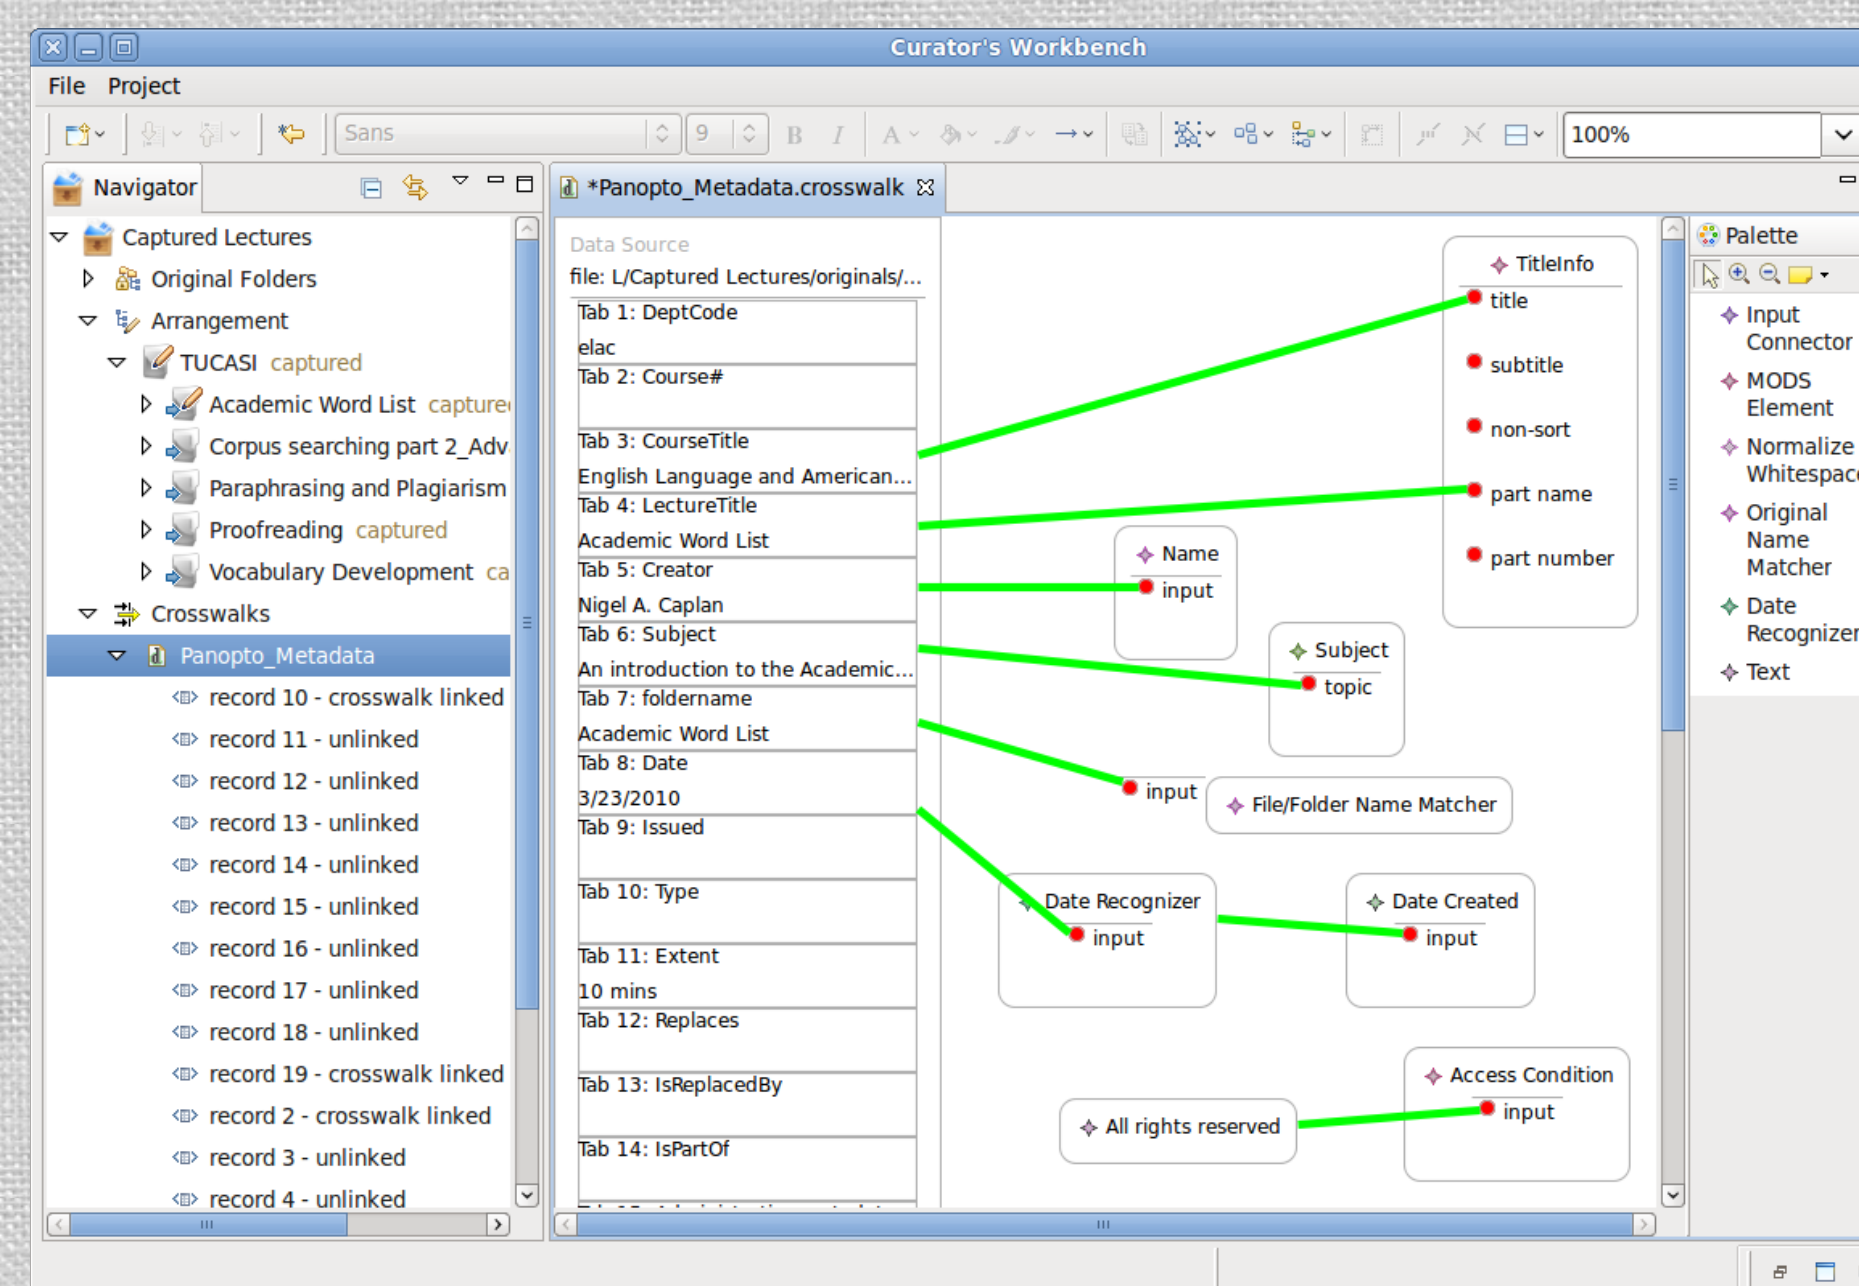 Curator's Workbench
File Project
Sans 9 B I A 100%
Navigator
Captured Lectures
Original Folders
Arrangement
TUCASI captured
Academic Word List capture
Corpus searching part 2_Adv
Paraphrasing and Plagiarism
Proofreading captured
Vocabulary Development ca
Crosswalks
Panopto_Metadata
record 10 - crosswalk linked
record 11 - unlinked
record 12 - unlinked
record 13 - unlinked
record 14 - unlinked
record 15 - unlinked
record 16 - unlinked
record 17 - unlinked
record 18 - unlinked
record 19 - crosswalk linked
record 2 - crosswalk linked
record 3 - unlinked
record 4 - unlinked
*Panopto_Metadata.crosswalk
Data Source
file: L/Captured Lectures/originals/...
Tab 1: DeptCode
elac
Tab 2: Course#
Tab 3: CourseTitle
English Language and American...
Tab 4: LectureTitle
Academic Word List
Tab 5: Creator
Nigel A. Caplan
Tab 6: Subject
An introduction to the Academic...
Tab 7: foldername
Academic Word List
Tab 8: Date
3/23/2010
Tab 9: Issued
Tab 10: Type
Tab 11: Extent
10 mins
Tab 12: Replaces
Tab 13: IsReplacedBy
Tab 14: IsPartOf
TitleInfo
title
subtitle
non-sort
part name
part number
Name
input
Subject
topic
input
File/Folder Name Matcher
Date Recognizer
input
Date Created
input
Access Condition
input
All rights reserved
Palette
Input
Connector
MODS
Element
Normalize
Whitespac
Original
Name
Matcher
Date
Recognizer
Text